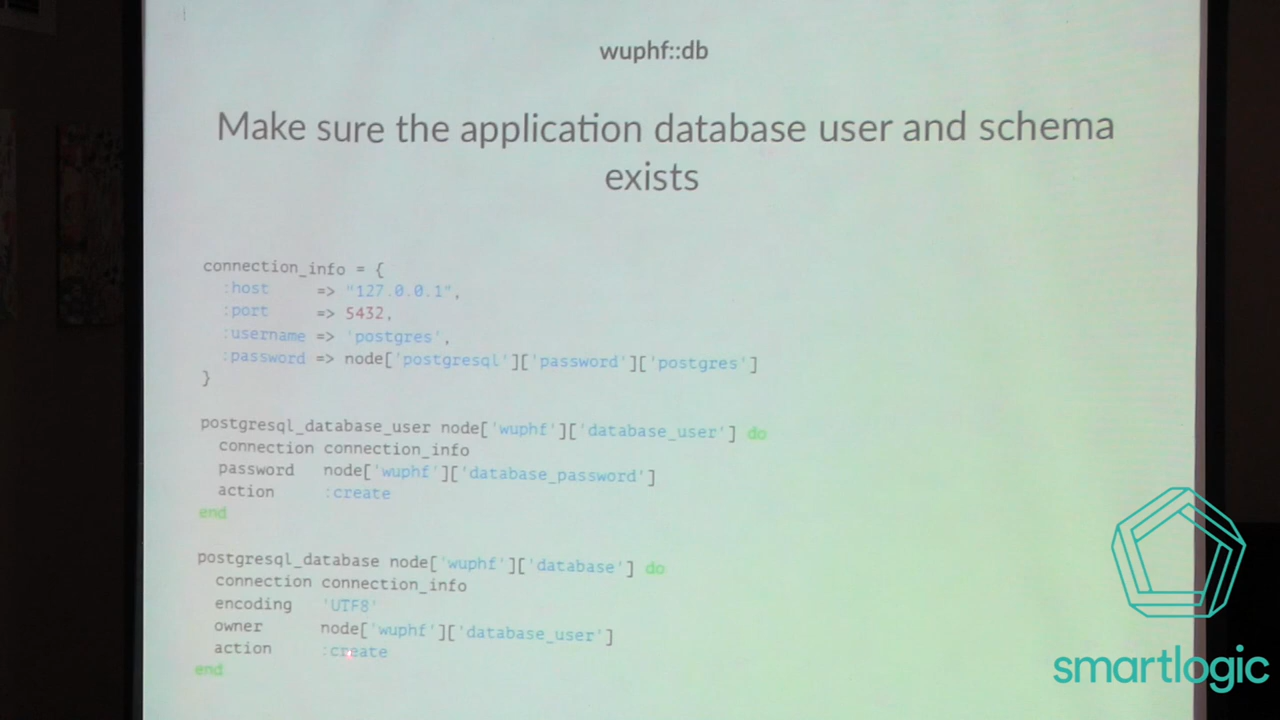 wuphf::db
Make sure the application database user and schema
exists
connection_info = {
  :host     => "127.0.0.1",
  :port     => 5432,
  :username => 'postgres',
  :password => node['postgresql']['password']['postgres']
}
postgresql_database_user node['wuphf']['database_user'] do
  connection connection_info
  password   node['wuphf']['database_password']
  action     :create
end
postgresql_database node['wuphf']['database'] do
  connection connection_info
  encoding   'UTF8'
  owner      node['wuphf']['database_user']
  action     :create
end
smartlogic